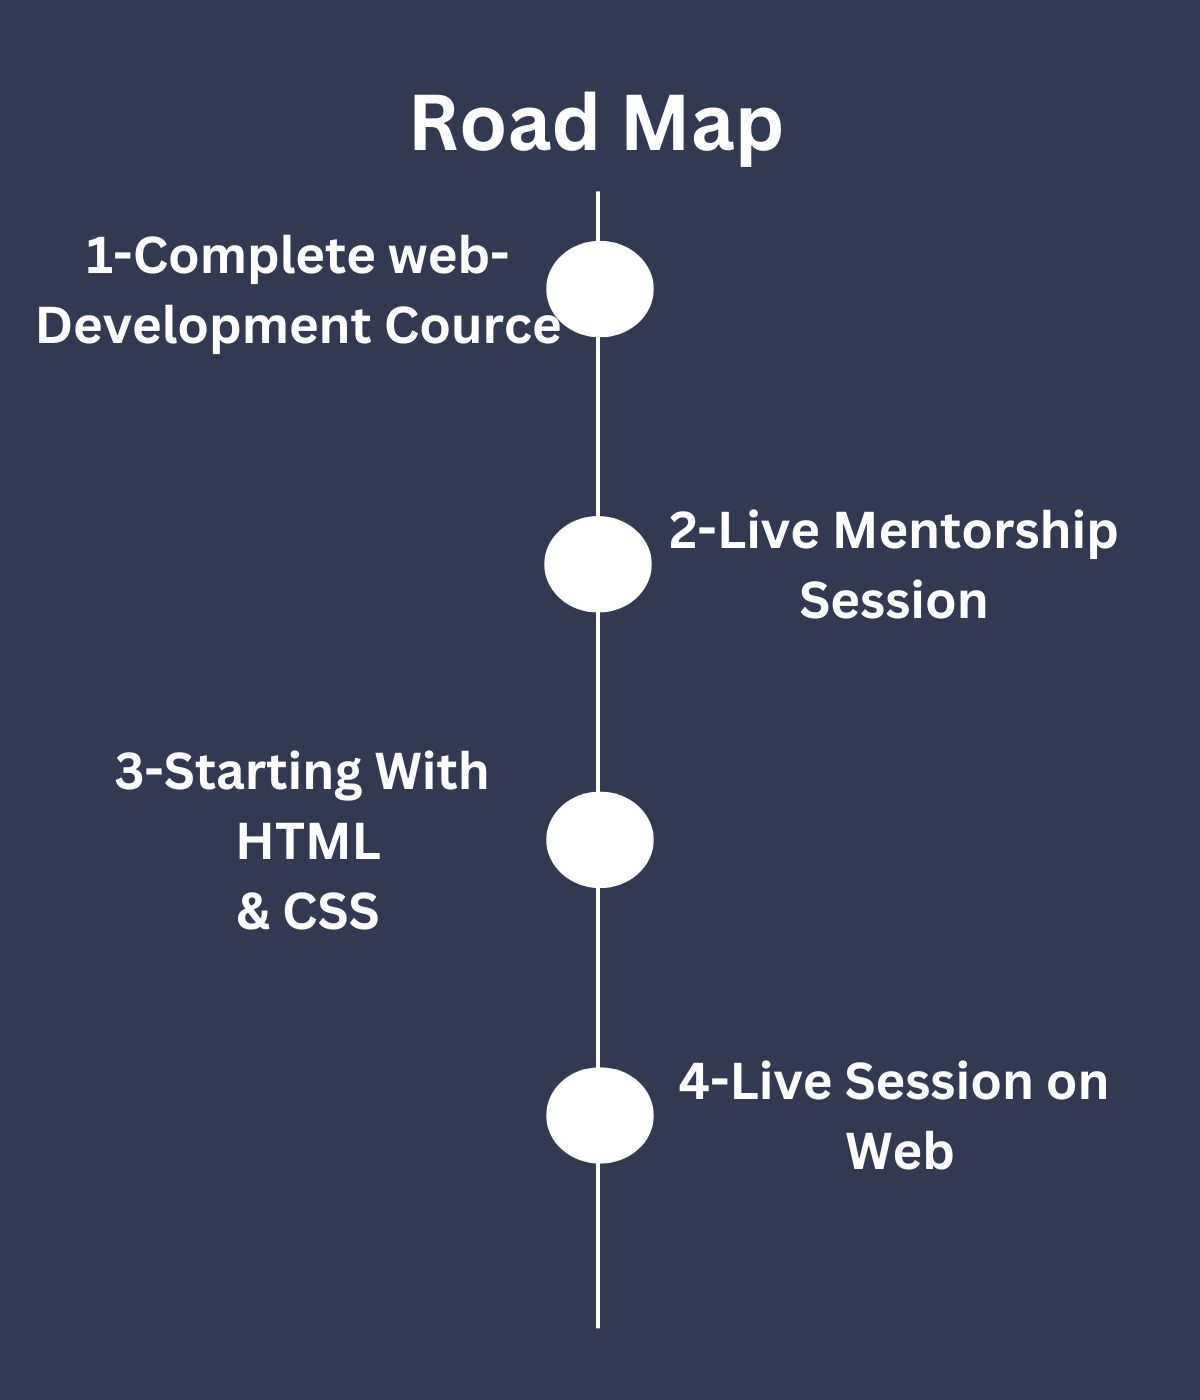 Road Map
1-Complete web-
Development Cource
2-Live Mentorship
Session
3-Starting With
HTML
& CSS
4-Live Session on
Web